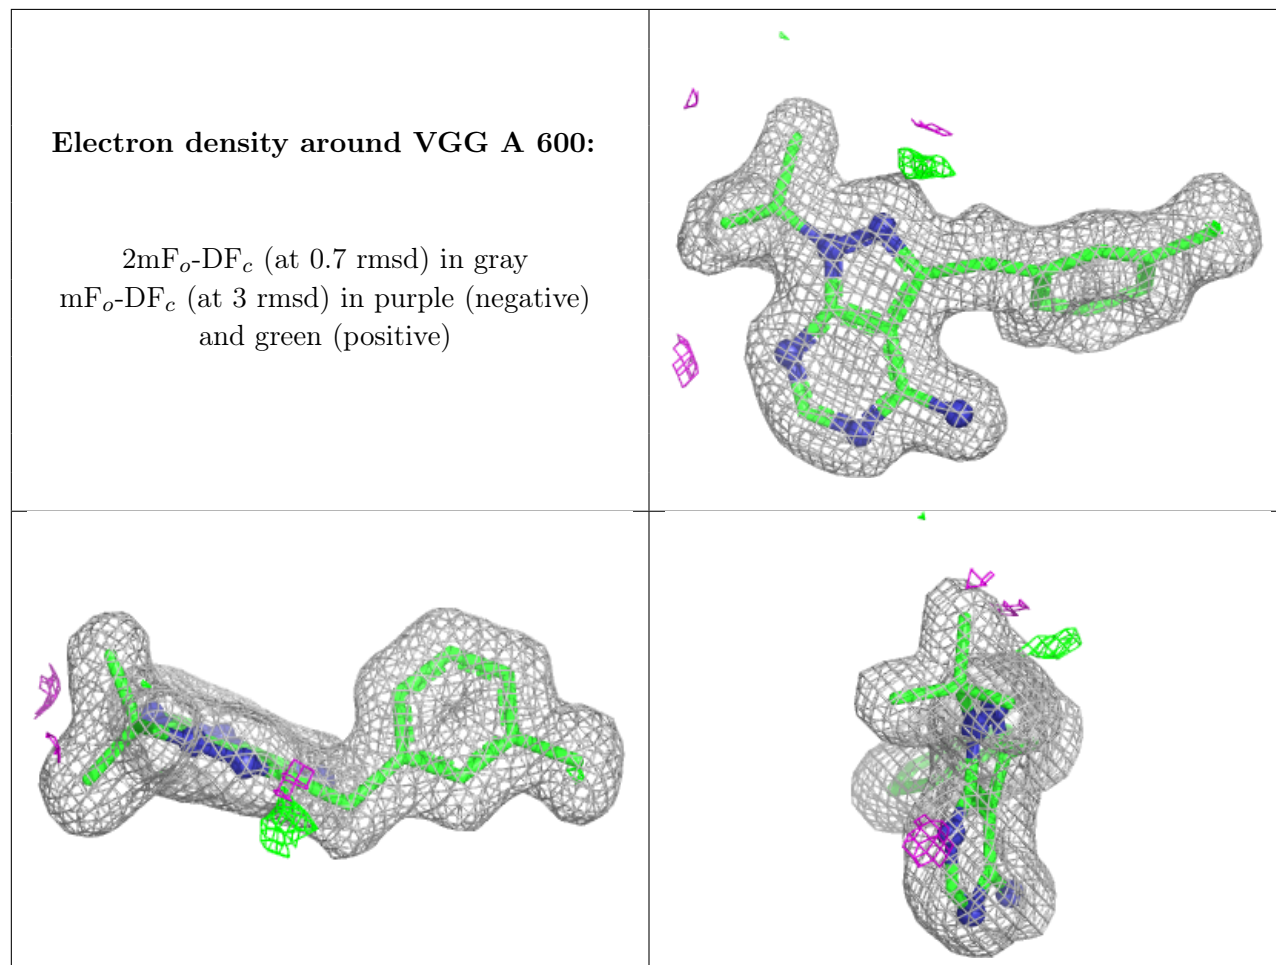 Electron density around VGG A 600:
2mFo-DFc (at 0.7 rmsd) in gray
mFo-DFc (at 3 rmsd) in purple (negative)
and green (positive)